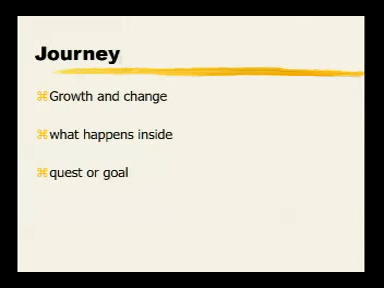 Journey
⌘Growth and change
⌘what happens inside
⌘quest or goal